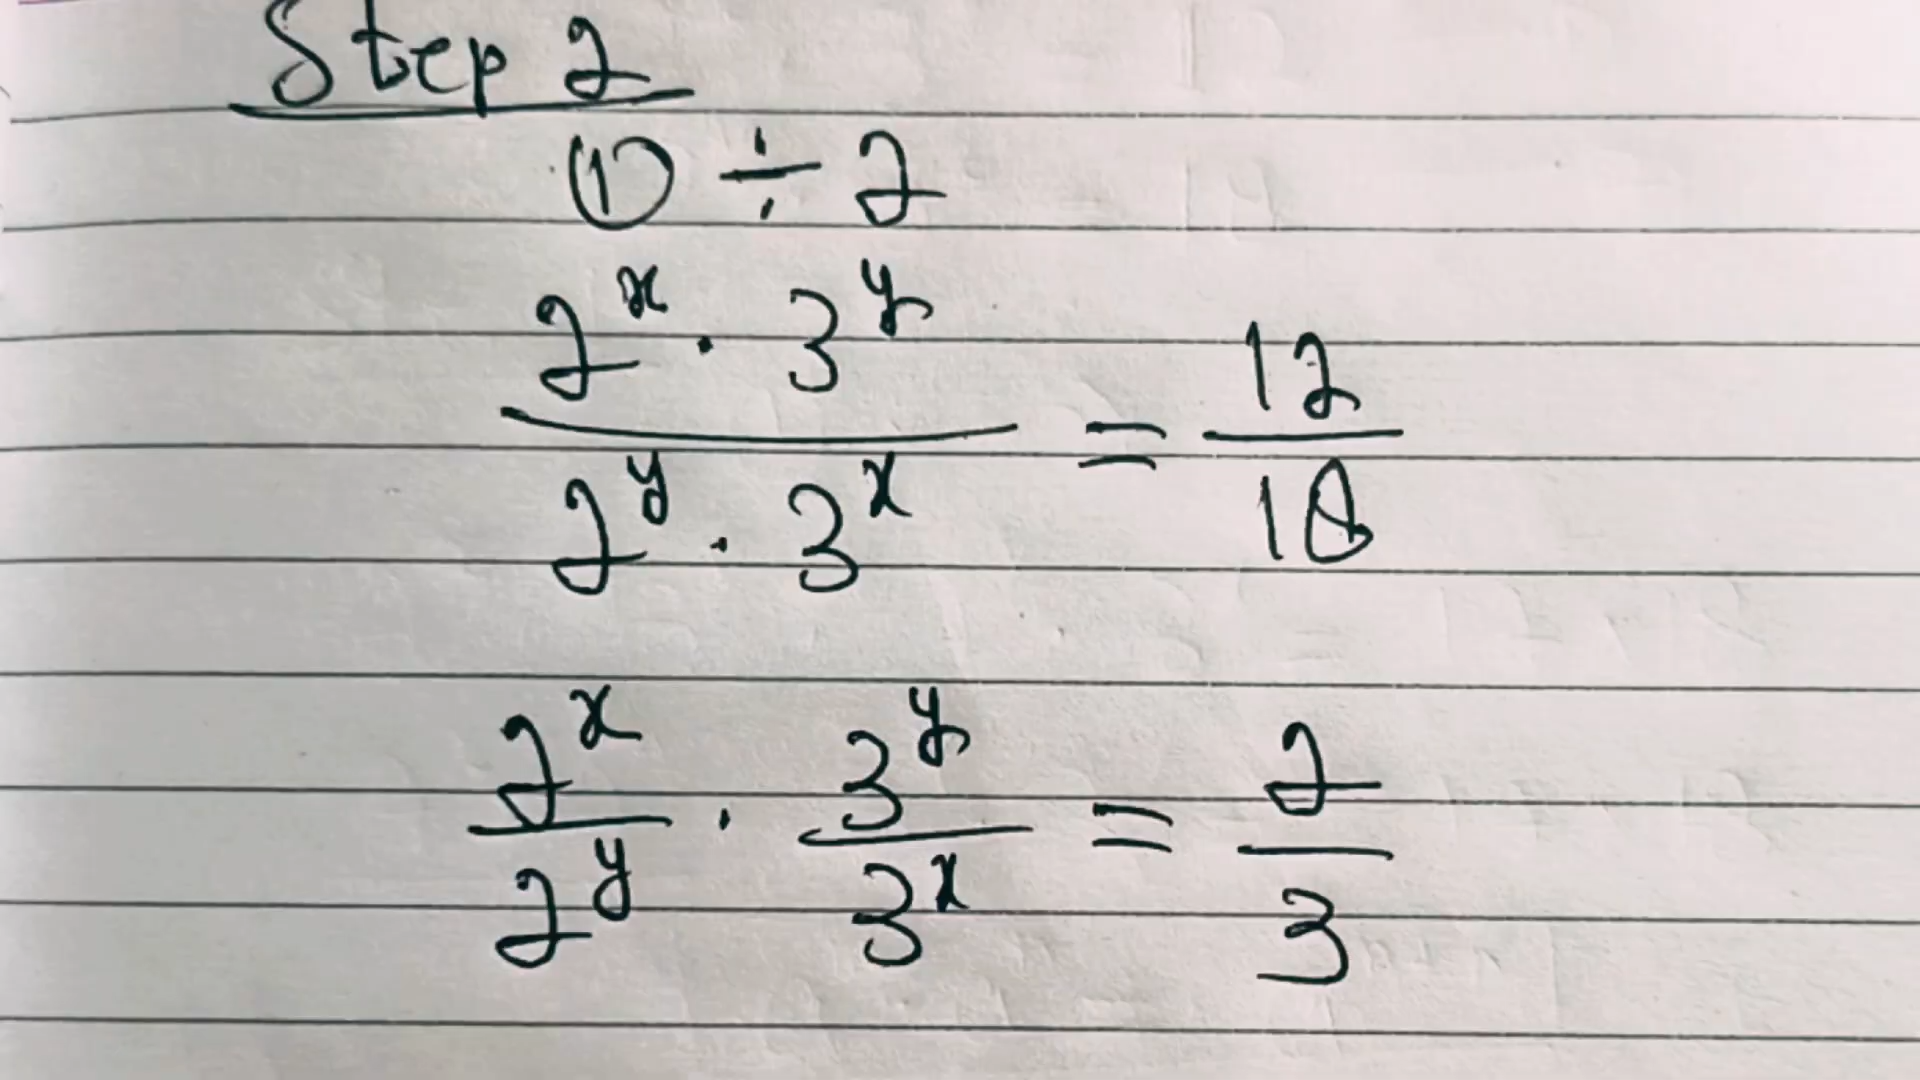 Step 2
① ÷ 2
2^x · 3^y / 2^y · 3^x = 12/18
2^x/2^y · 3^y/3^x = 2/3